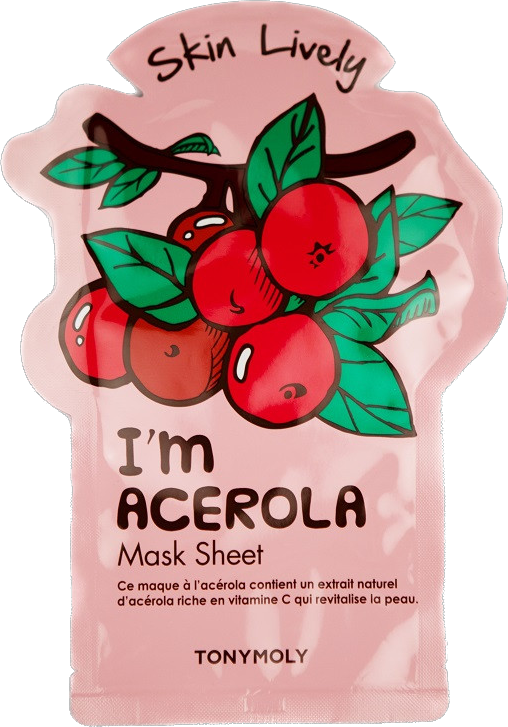 Skin Lively
I'm
ACEROLA
Mask Sheet
Ce maque à l'acérola contient un extrait naturel
d'acérola riche en vitamine C qui revitalise la peau.
TONYMOLY